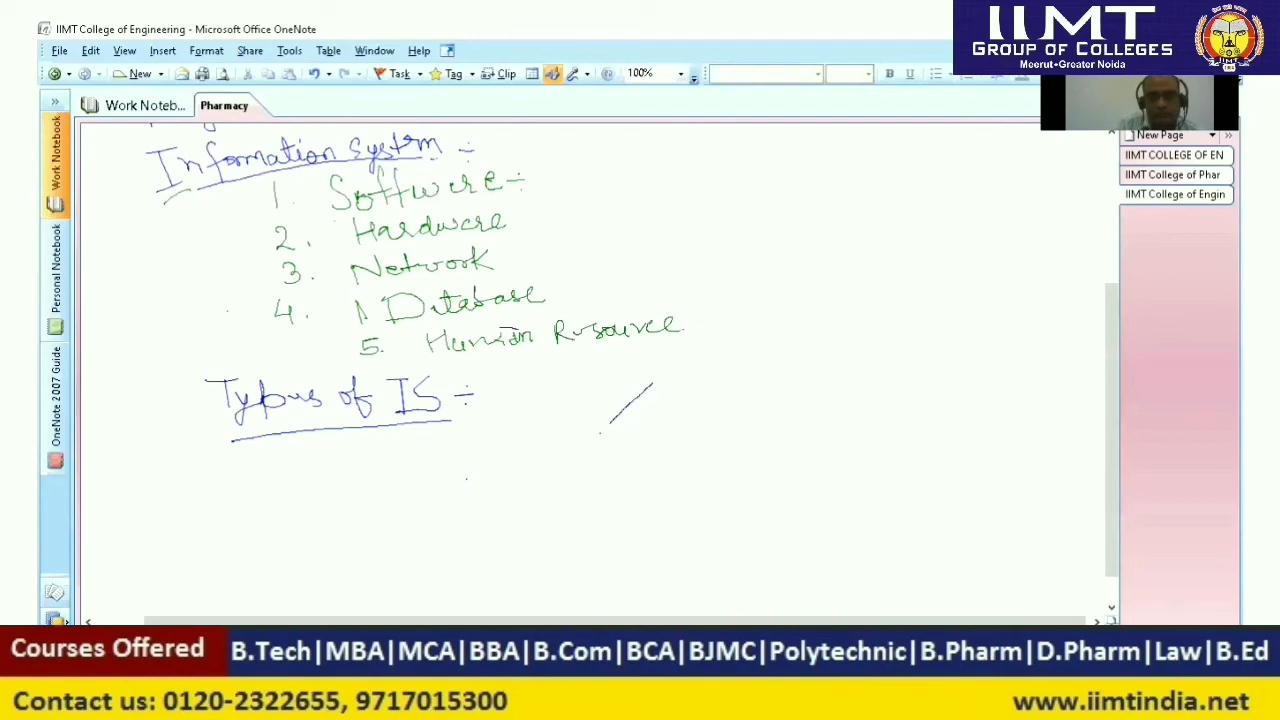 IIMT College of Engineering - Microsoft Office OneNote
File Edit View Insert Format Share Tools Table Window Help
New Task Tag Clip 100% B U
Work Noteb... Pharmacy
IIMT
GROUP OF COLLEGES
Meerut•Greater Noida
New Page
IIMT COLLEGE OF EN
IIMT College of Phar
IIMT College of Engin
Work Notebook
Personal Notebook
OneNote 2007 Guide
Information System :-
1. Software :-
2. Hardware
3. Network
4. Database
5. Human Resource
Types of IS :-
Courses Offered
B.Tech|MBA|MCA|BBA|B.Com|BCA|BJMC|Polytechnic|B.Pharm|D.Pharm|Law|B.Ed
Contact us: 0120-2322655, 9717015300
www.iimtindia.net